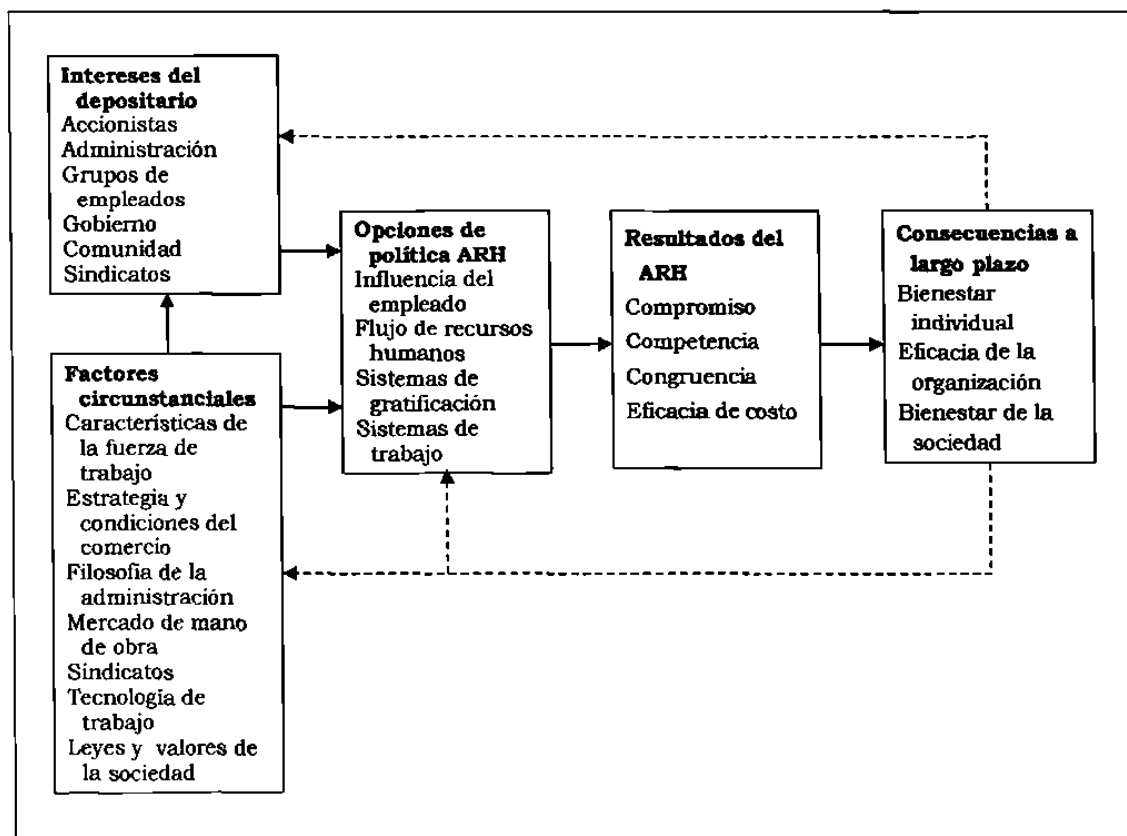 Intereses del
depositario
Accionistas
Administración
Grupos de
empleados
Gobierno
Comunidad
Sindicatos
Factores
circunstanciales
Características de
la fuerza de
trabajo
Estrategia y
condiciones del
comercio
Filosofía de la
administración
Mercado de mano
de obra
Sindicatos
Tecnología de
trabajo
Leyes y valores de
la sociedad
Opciones de
política ARH
Influencia del
empleado
Flujo de recursos
humanos
Sistemas de
gratificación
Sistemas de
trabajo
Resultados del
ARH
Compromiso
Competencia
Congruencia
Eficacia de costo
Consecuencias a
largo plazo
Bienestar
individual
Eficacia de la
organización
Bienestar de la
sociedad